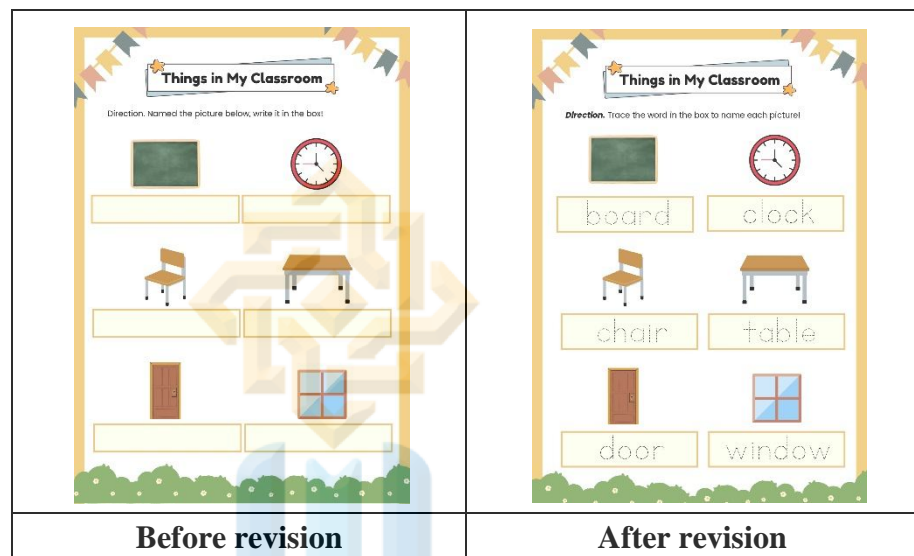 Things in My Classroom
Direction. Named the picture below, write it in the box!
Before revision
Things in My Classroom
Direction. Trace the word in the box to name each picture!
board clock
chair table
door window
After revision